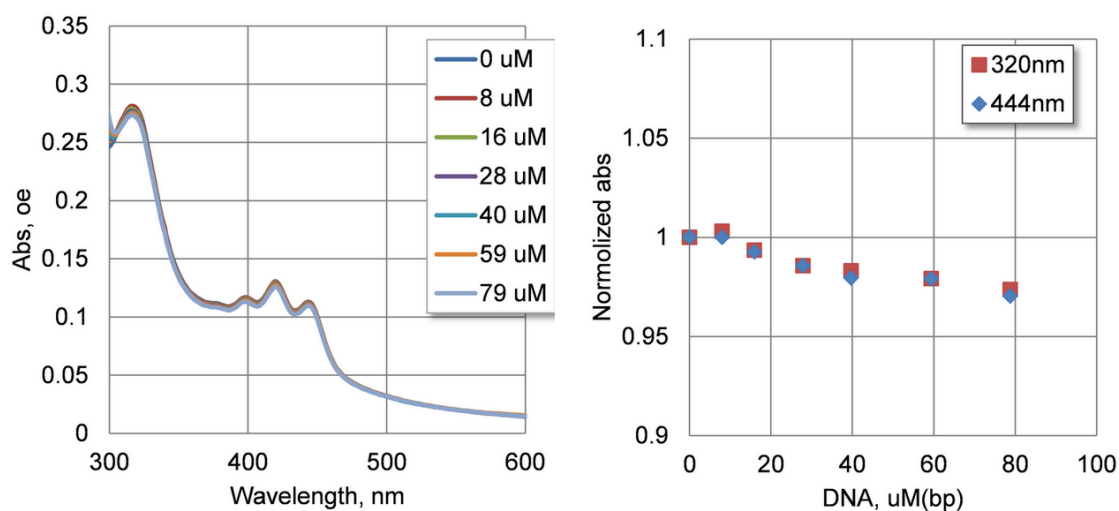 0.35
0.3
0.25
0.2
0.15
0.1
0.05
0
Abs, oe
300
400
500
600
Wavelength, nm
0 uM
8 uM
16 uM
28 uM
40 uM
59 uM
79 uM
1.1
1.05
1
0.95
0.9
Normolized abs
0
20
40
60
80
100
DNA, uM(bp)
320nm
444nm